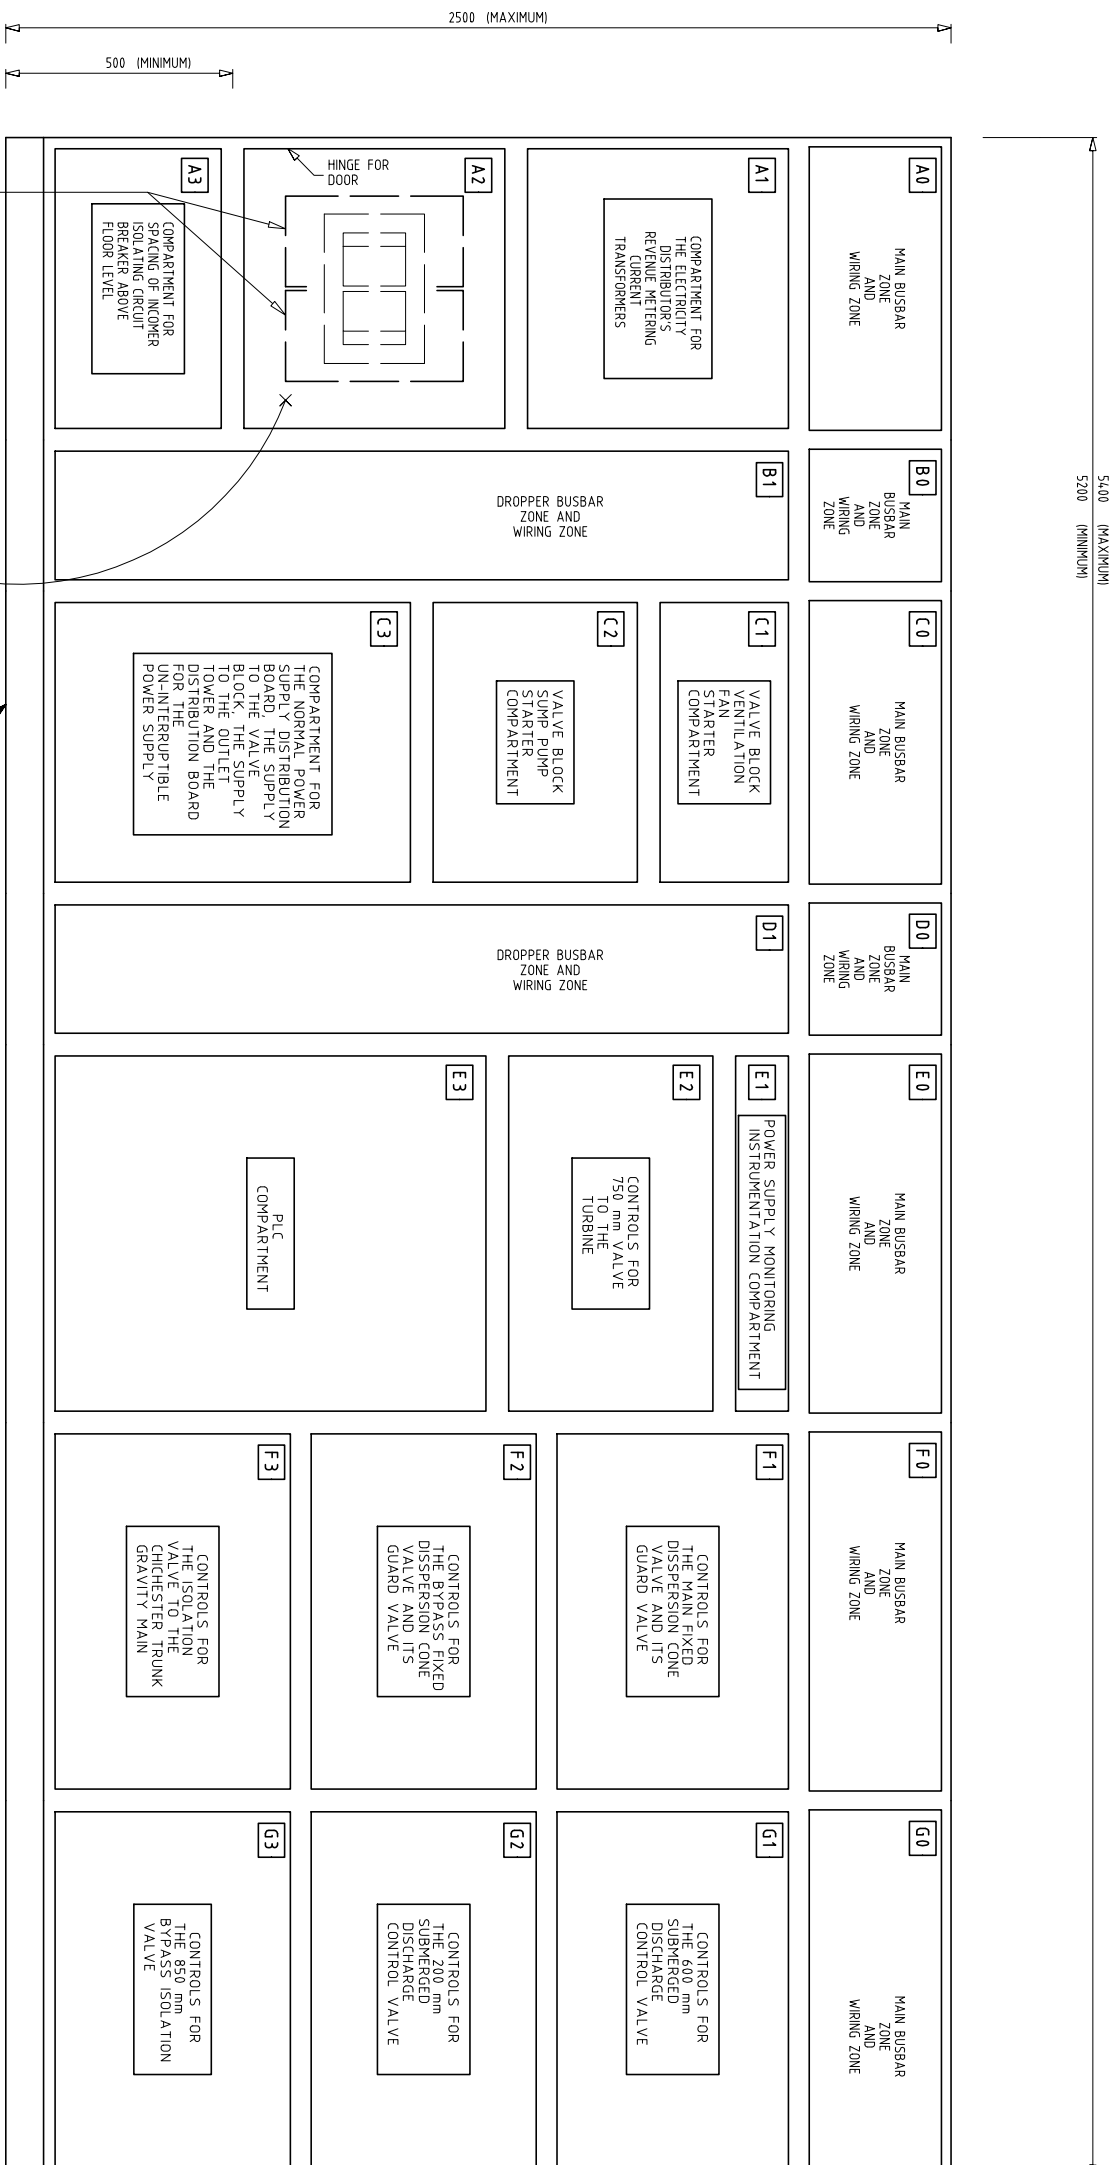 2500 (MAXIMUM)
500 (MINIMUM)
5400 (MAXIMUM)
5200 (MINIMUM)
A0
MAIN BUSBAR
ZONE
AND
WIRING ZONE
A1
COMPARTMENT FOR
THE ELECTRICITY
DISTRIBUTOR'S
REVENUE METERING
CURRENT
TRANSFORMERS
A2
HINGE FOR
DOOR
A3
COMPARTMENT FOR
SPACING OF INCOMER
ISOLATING CIRCUIT
BREAKER ABOVE
FLOOR LEVEL
B0
MAIN
BUSBAR
ZONE
AND
WIRING
ZONE
B1
DROPPER BUSBAR
ZONE AND
WIRING ZONE
C0
MAIN BUSBAR
ZONE
AND
WIRING ZONE
C1
VALVE BLOCK
VENTILATION
FAN
STARTER
COMPARTMENT
C2
VALVE BLOCK
SUMP PUMP
STARTER
COMPARTMENT
C3
COMPARTMENT FOR
THE NORMAL POWER
SUPPLY DISTRIBUTION
BOARD, THE SUPPLY
TO THE VALVE
BLOCK, THE SUPPLY
TO THE OUTLET
TOWER AND THE
DISTRIBUTION BOARD
FOR THE
UN-INTERRUPTIBLE
POWER SUPPLY
D0
MAIN
BUSBAR
ZONE
AND
WIRING
ZONE
D1
DROPPER BUSBAR
ZONE AND
WIRING ZONE
E0
MAIN BUSBAR
ZONE
AND
WIRING ZONE
E1
POWER SUPPLY MONITORING
INSTRUMENTATION COMPARTMENT
E2
CONTROLS FOR
750 mm VALVE
TO THE
TURBINE
E3
PLC
COMPARTMENT
F0
MAIN BUSBAR
ZONE
AND
WIRING ZONE
F1
CONTROLS FOR
THE MAIN FIXED
DISSPERSION CONE
VALVE AND ITS
GUARD VALVE
F2
CONTROLS FOR
THE BYPASS FIXED
DISSPERSION CONE
VALVE AND ITS
GUARD VALVE
F3
CONTROLS FOR
THE ISOLATION
VALVE TO THE
CHICHESTER TRUNK
GRAVITY MAIN
G0
MAIN BUSBAR
ZONE
AND
WIRING ZONE
G1
CONTROLS FOR
THE 600 mm
SUBMERGED
DISCHARGE
CONTROL VALVE
G2
CONTROLS FOR
THE 200 mm
SUBMERGED
DISCHARGE
CONTROL VALVE
G3
CONTROLS FOR
THE 850 mm
BYPASS ISOLATION
VALVE